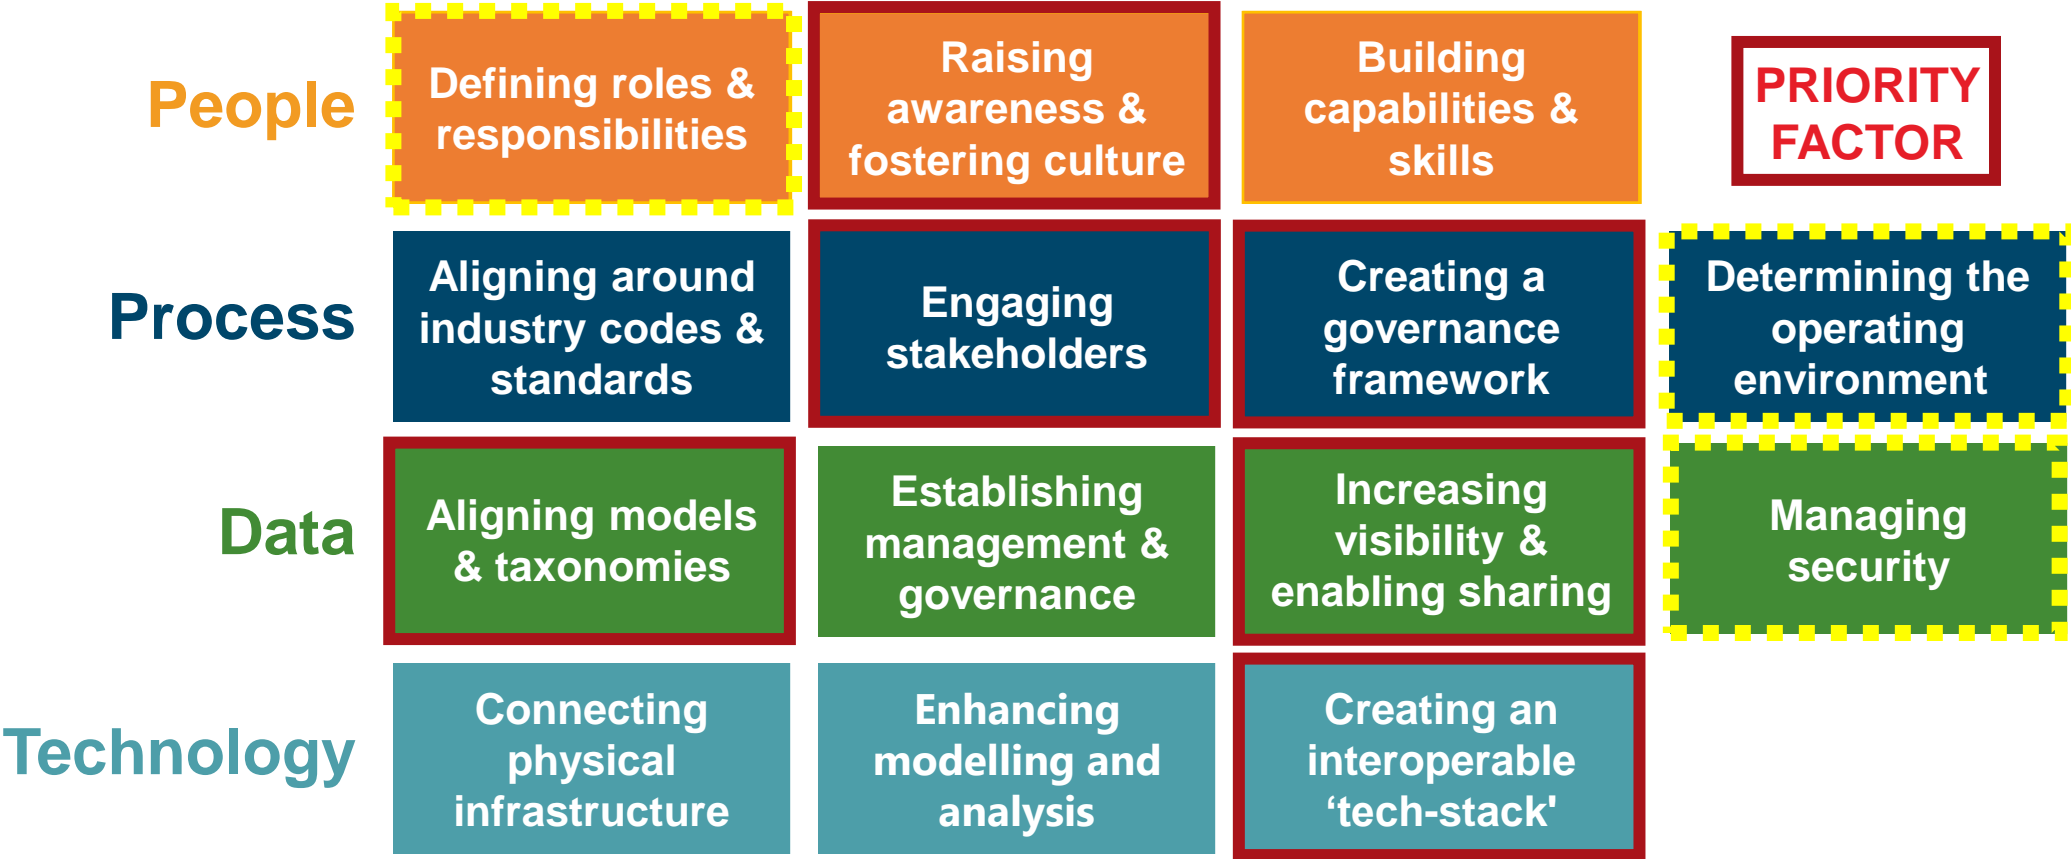 People
Defining roles &
responsibilities
Raising
awareness &
fostering culture
Building
capabilities &
skills
PRIORITY
FACTOR
Process
Aligning around
industry codes &
standards
Engaging
stakeholders
Creating a
governance
framework
Determining the
operating
environment
Data
Aligning models
& taxonomies
Establishing
management &
governance
Increasing
visibility &
enabling sharing
Managing
security
Technology
Connecting
physical
infrastructure
Enhancing
modelling and
analysis
Creating an
interoperable
‘tech-stack'